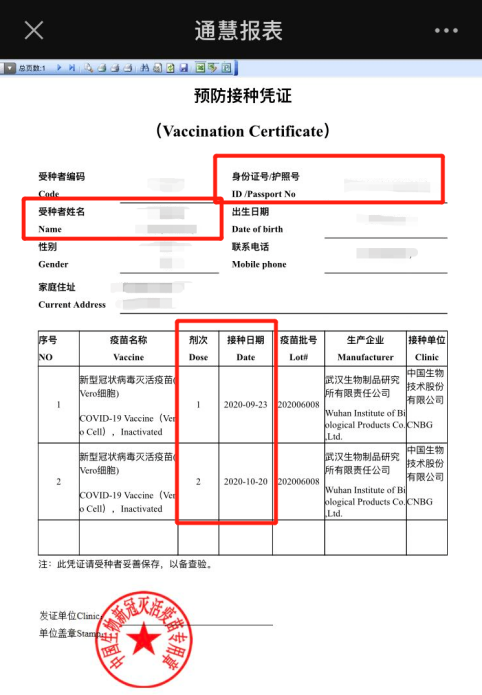 通慧报表
总页数:1
预防接种凭证
（Vaccination Certificate）
受种者编码
Code
身份证号/护照号
ID /Passport No
受种者姓名
Name
出生日期
Date of birth
性别
Gender
联系电话
Mobile phone
家庭住址
Current Address
序号
NO
疫苗名称
Vaccine
剂次
Dose
接种日期
Date
疫苗批号
Lot#
生产企业
Manufacturer
接种单位
Clinic
1
新型冠状病毒灭活疫苗(
Vero细胞)
COVID-19 Vaccine（Ver
o Cell）, Inactivated
1
2020-09-23
202006008
武汉生物制品研究
所有限责任公司
Wuhan Institute of Bi
ological Products Co.
,Ltd.
中国生物
技术股份
有限公司
CNBG
2
新型冠状病毒灭活疫苗(
Vero细胞)
COVID-19 Vaccine（Ver
o Cell）, Inactivated
2
2020-10-20
202006008
武汉生物制品研究
所有限责任公司
Wuhan Institute of Bi
ological Products Co.
,Ltd.
中国生物
技术股份
有限公司
CNBG
注：此凭证请受种者妥善保存，以备查验。
发证单位Clinic:
单位盖章Stamp:
中国生物新冠灭活疫苗专用章